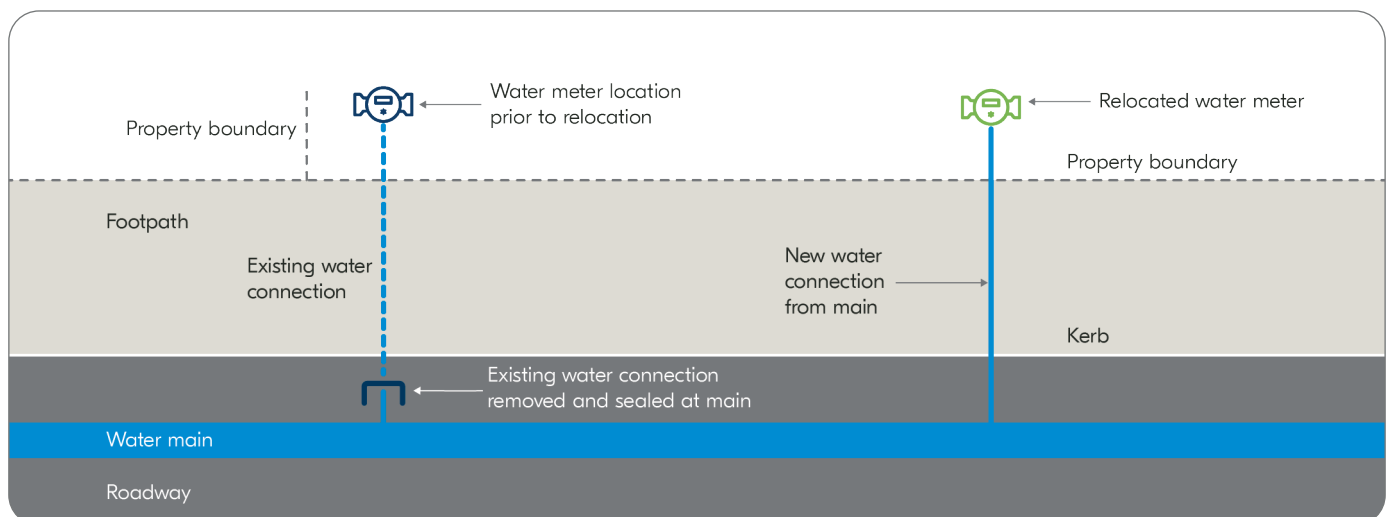 Water meter location
prior to relocation
Relocated water meter
Property boundary
Property boundary
Footpath
Existing water
connection
New water
connection
from main
Kerb
Existing water connection
removed and sealed at main
Water main
Roadway